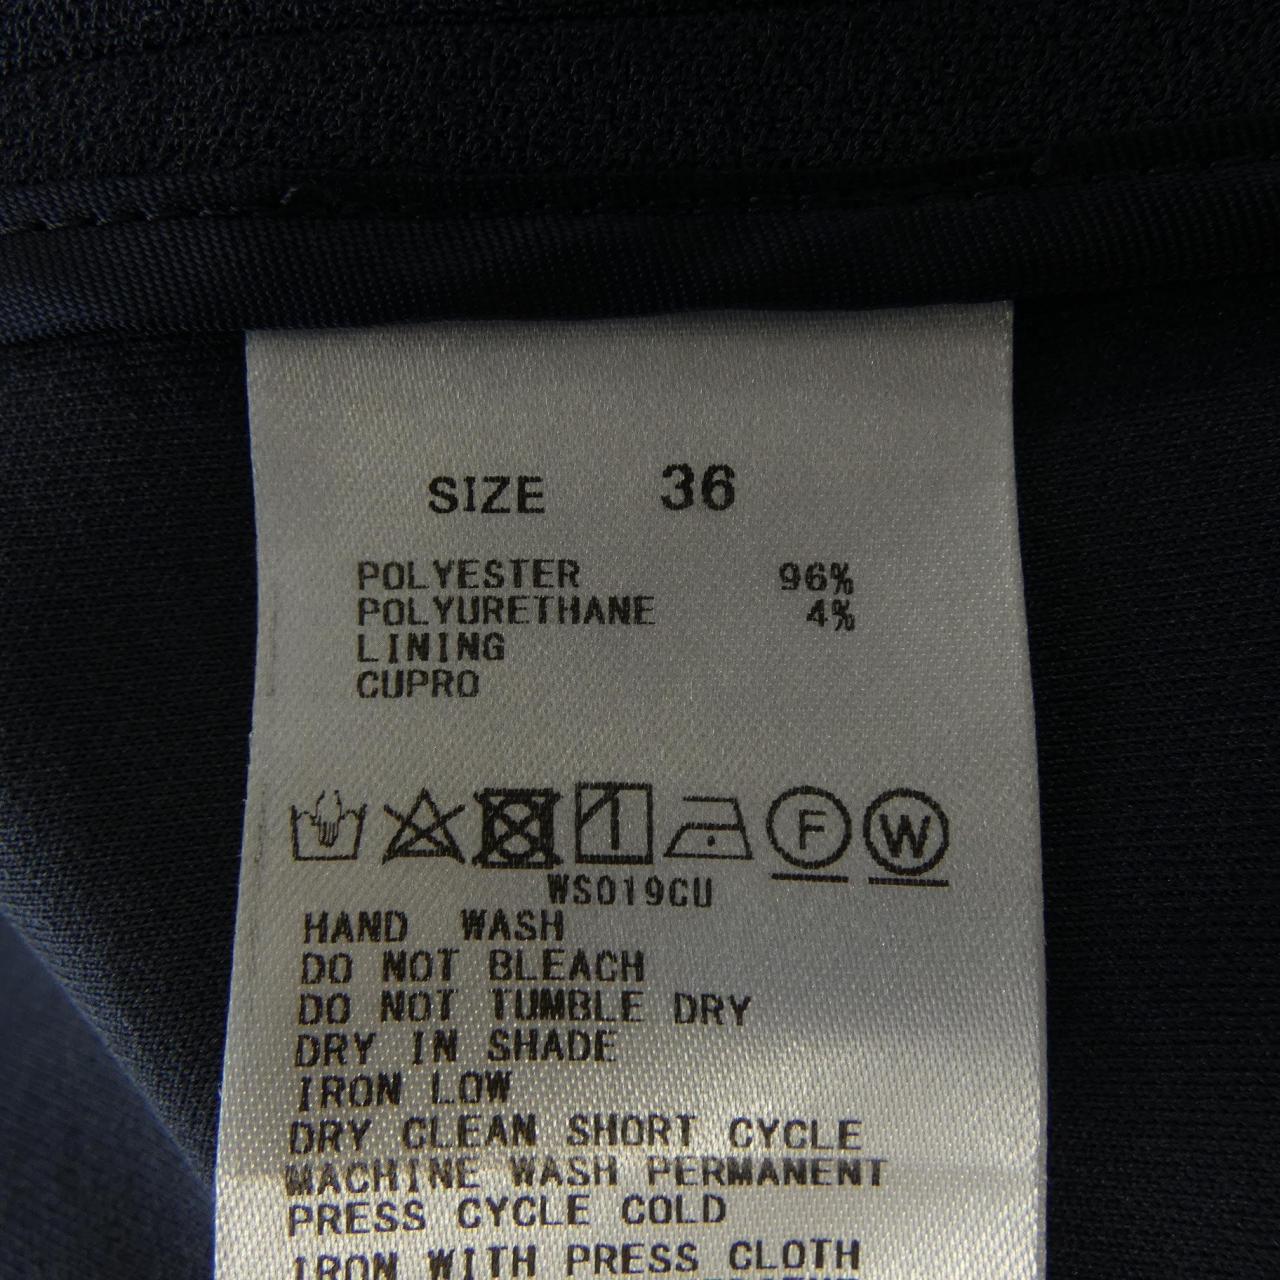 SIZE 36
POLYESTER 96%
POLYURETHANE 4%
LINING
CUPRO
F W
WS019CU
HAND WASH
DO NOT BLEACH
DO NOT TUMBLE DRY
DRY IN SHADE
IRON LOW
DRY CLEAN SHORT CYCLE
MACHINE WASH PERMANENT
PRESS CYCLE COLD
IRON WITH PRESS CLOTH